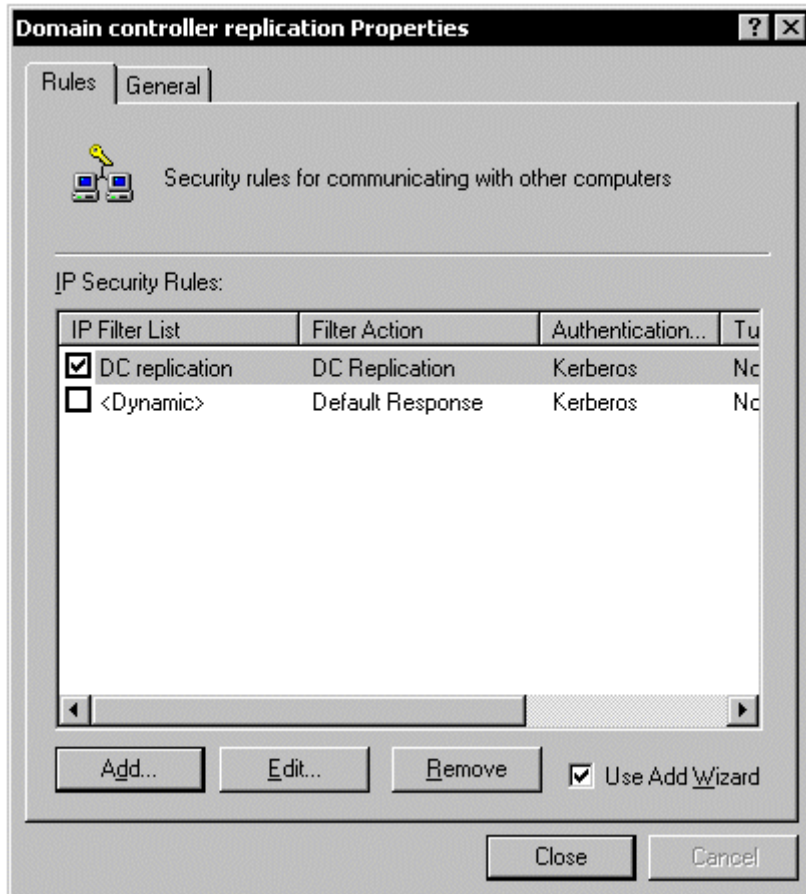 Domain controller replication Properties
Rules General
Security rules for communicating with other computers
IP Security Rules:
IP Filter List Filter Action Authentication... Tu
DC replication DC Replication Kerberos No
<Dynamic> Default Response Kerberos No
Add... Edit... Remove Use Add Wizard
Close Cancel